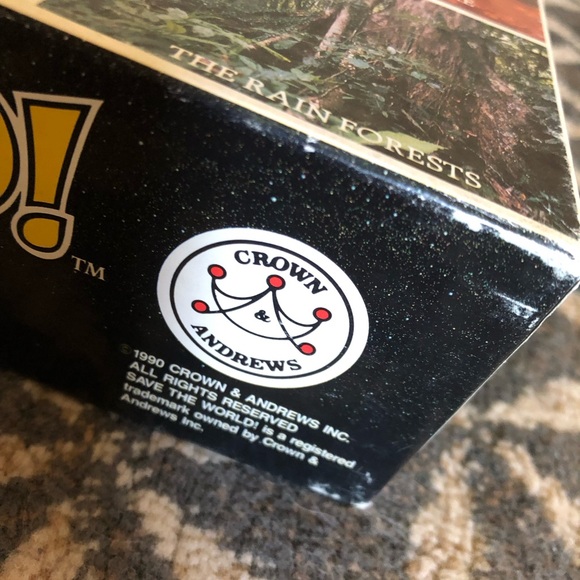 THE RAIN FORESTS
!
TM
CROWN
&
ANDREWS
©1990 CROWN & ANDREWS INC.
ALL RIGHTS RESERVED
SAVE THE WORLD! is a registered
trademark owned by Crown &
Andrews Inc.